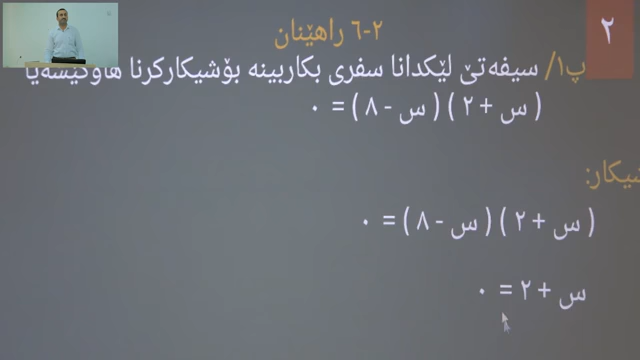 ٢
٢-٦ راهێنان
پ١/ سیفەتێ لێکدانا سفری بکاربینە بۆشیکارکرنا هاوکێشەیا
( س + ٢ ) ( س - ٨ ) = ٠
شیکار:
( س + ٢ ) ( س - ٨ ) = ٠
س + ٢ = ٠